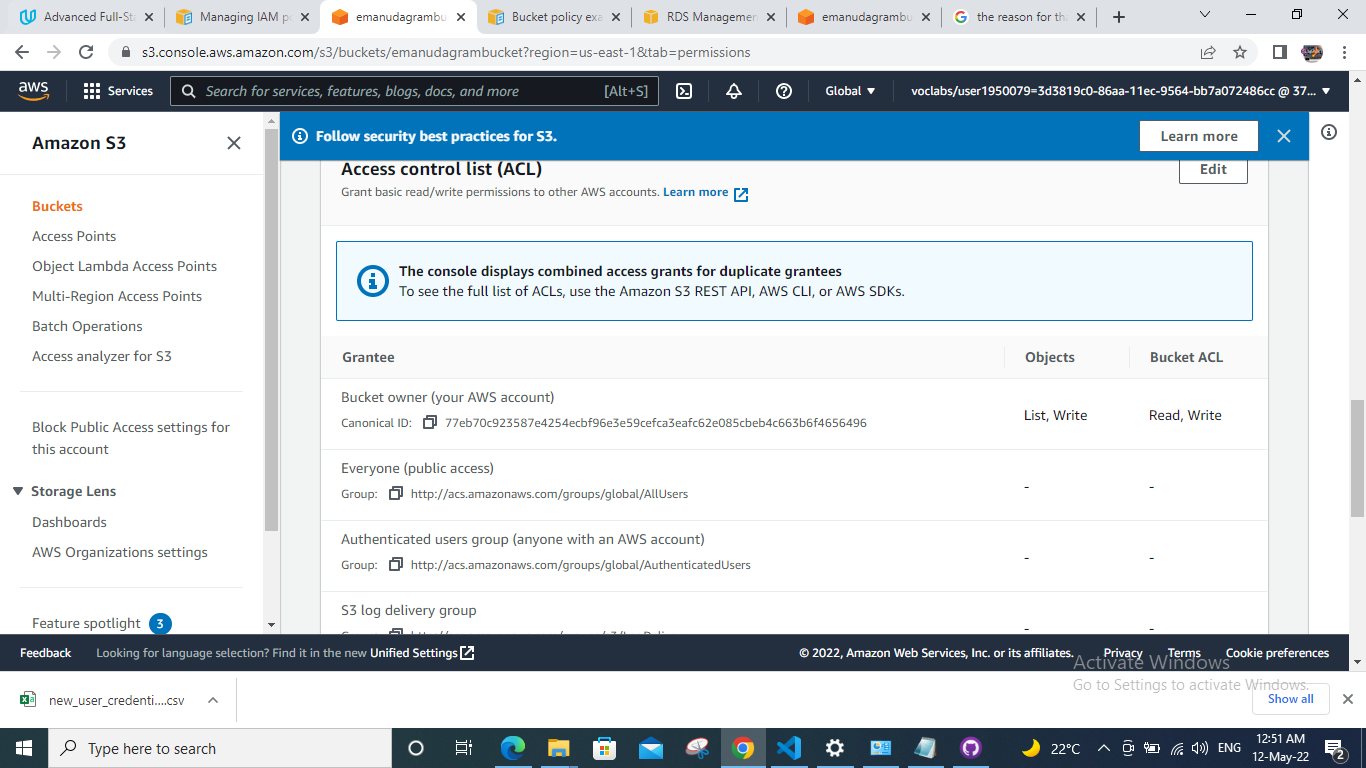 Advanced Full-Sta
Managing IAM po
emanudagrambu
Bucket policy exa
RDS Managemen
emanudagrambu
the reason for tha
s3.console.aws.amazon.com/s3/buckets/emanudagrambucket?region=us-east-1&tab=permissions
aws
Services
Search for services, features, blogs, docs, and more
[Alt+S]
Global
voclabs/user1950079=3d3819c0-86aa-11ec-9564-bb7a072486cc @ 37...
Amazon S3
Buckets
Access Points
Object Lambda Access Points
Multi-Region Access Points
Batch Operations
Access analyzer for S3
Block Public Access settings for
this account
Storage Lens
Dashboards
AWS Organizations settings
Feature spotlight 3
Follow security best practices for S3.
Learn more
Access control list (ACL)
Edit
Grant basic read/write permissions to other AWS accounts. Learn more
The console displays combined access grants for duplicate grantees
To see the full list of ACLs, use the Amazon S3 REST API, AWS CLI, or AWS SDKs.
Grantee Objects Bucket ACL
Bucket owner (your AWS account)
Canonical ID: 77eb70c923587e4254ecbf96e3e59cefca3eafc62e085cbeb4c663b6f4656496
List, Write
Read, Write
Everyone (public access)
Group: http://acs.amazonaws.com/groups/global/AllUsers
- -
Authenticated users group (anyone with an AWS account)
Group: http://acs.amazonaws.com/groups/global/AuthenticatedUsers
- -
S3 log delivery group
- -
Feedback
Looking for language selection? Find it in the new Unified Settings
© 2022, Amazon Web Services, Inc. or its affiliates.
Privacy
Terms
Cookie preferences
Activate Windows
Go to Settings to activate Windows.
new_user_credenti....csv
Show all
Type here to search
22°C
ENG
12:51 AM
12-May-22
2